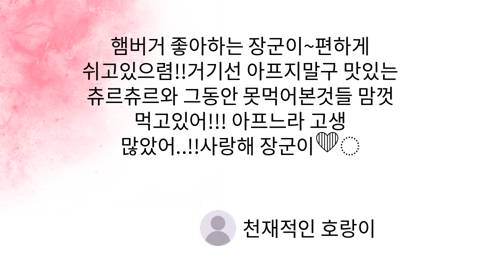 햄버거 좋아하는 장군이~편하게
쉬고있으렴!!거기선 아프지말구 맛있는
츄르츄르와 그동안 못먹어본것들 맘껏
먹고있어!!! 아프느라 고생
많았어..!!사랑해 장군이💗
천재적인 호랑이